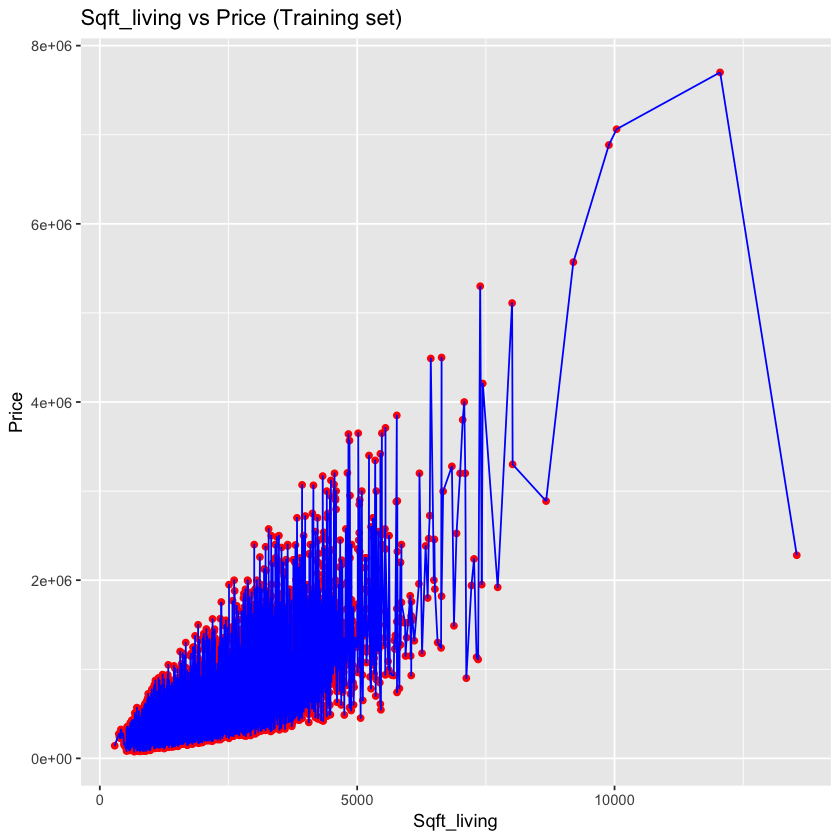 Sqft_living vs Price (Training set)
8e+06
6e+06
4e+06
2e+06
0e+00
Price
0
5000
10000
Sqft_living